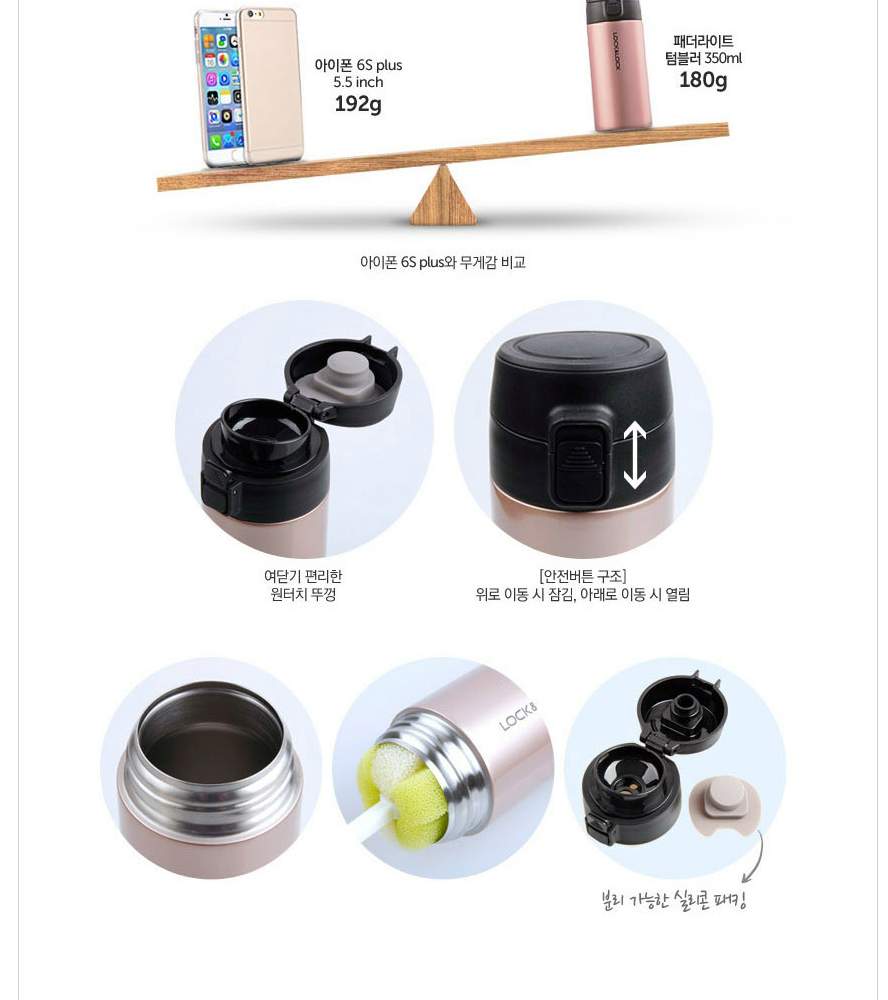 아이폰 6S plus
5.5 inch
192g
패더라이트
텀블러 350ml
180g
LOCK&LOCK
아이폰 6S plus와 무게감 비교
여닫기 편리한
원터치 뚜껑
[안전버튼 구조]
위로 이동 시 잠김, 아래로 이동 시 열림
LOCK&
분리 가능한 실리콘 패킹